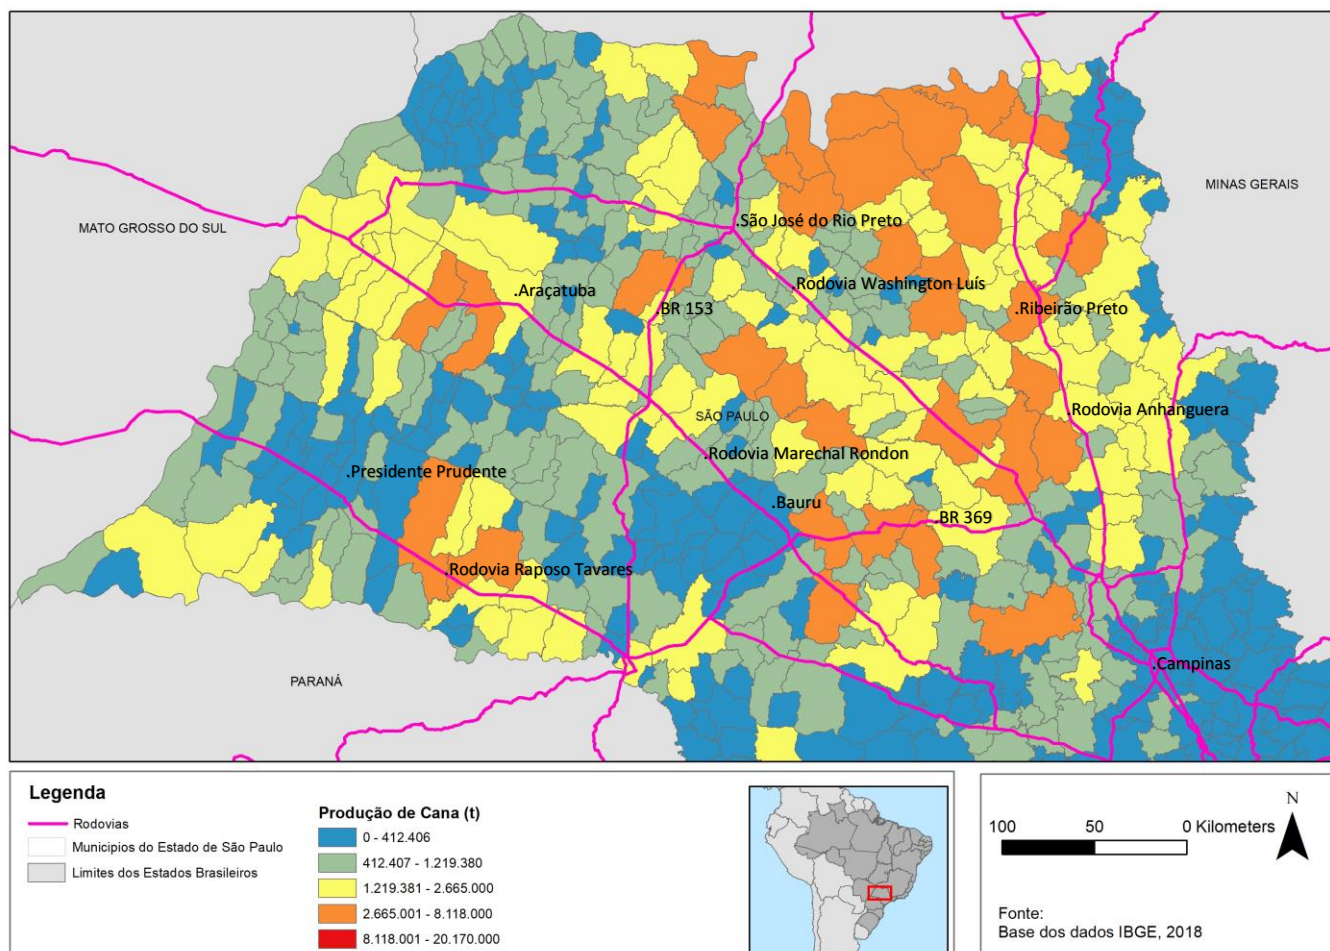 MINAS GERAIS
MATO GROSSO DO SUL
.São José do Rio Preto
.Araçatuba
.Rodovia Washington Luís
.BR 153
.Ribeirão Preto
SÃO PAULO
.Rodovia Anhanguera
.Rodovia Marechal Rondon
.Presidente Prudente
.Bauru
.BR 369
.Rodovia Raposo Tavares
PARANÁ
.Campinas
Legenda
Rodovias
Municipios do Estado de São Paulo
Limites dos Estados Brasileiros
Produção de Cana (t)
0 - 412.406
412.407 - 1.219.380
1.219.381 - 2.665.000
2.665.001 - 8.118.000
8.118.001 - 20.170.000
N
100 50 0 Kilometers
Fonte:
Base dos dados IBGE, 2018